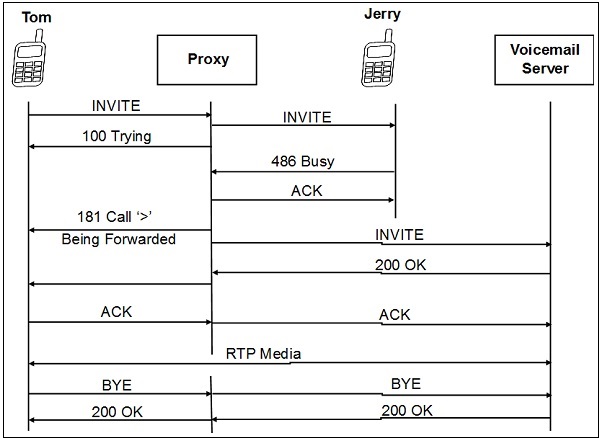 Tom
Jerry
Proxy
Voicemail
Server
INVITE
INVITE
100 Trying
486 Busy
ACK
181 Call ‘>’
Being Forwarded
INVITE
200 OK
ACK
ACK
RTP Media
BYE
BYE
200 OK
200 OK